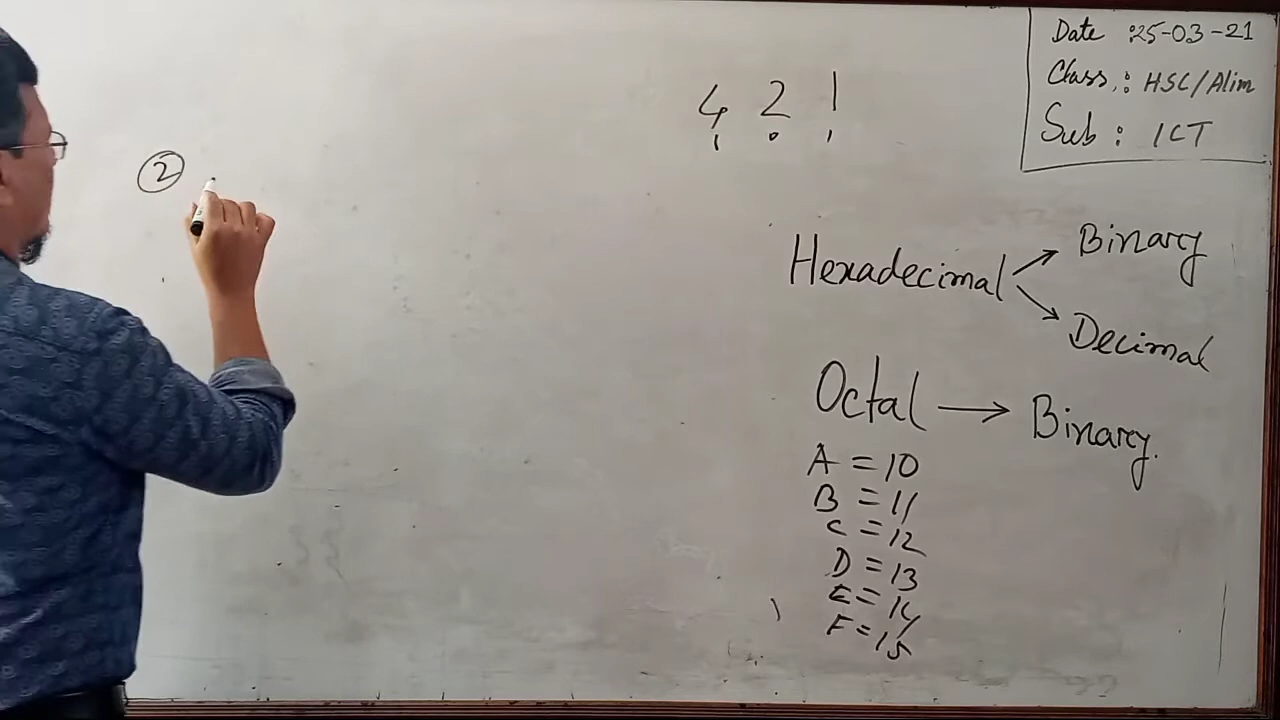 Date :25-03-21
Class : HSC/Alim
Sub : ICT
4 2 1
1 0 1
②
Hexadecimal → Binary
→ Decimal
Octal → Binary.
A = 10
B = 11
C = 12
D = 13
E = 14
F = 15